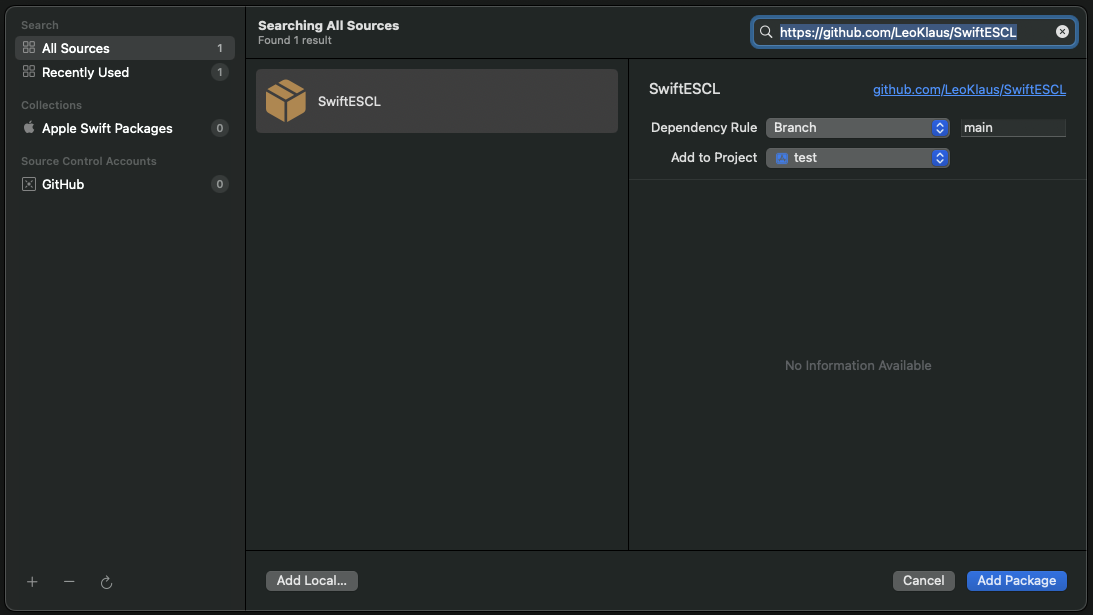 Search
All Sources 1
Recently Used 1
Collections
Apple Swift Packages 0
Source Control Accounts
GitHub 0
Searching All Sources
Found 1 result
https://github.com/LeoKlaus/SwiftESCL
SwiftESCL
SwiftESCL github.com/LeoKlaus/SwiftESCL
Dependency Rule Branch main
Add to Project test
No Information Available
Add Local...
Cancel
Add Package